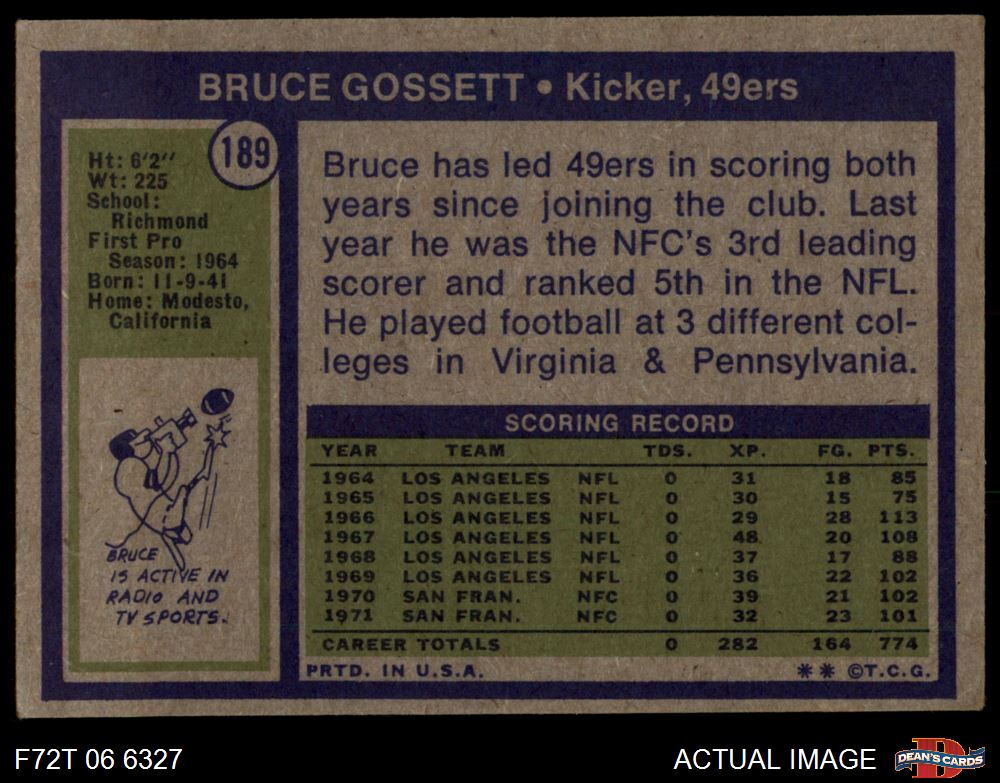 BRUCE GOSSETT • Kicker, 49ers
189
Ht: 6'2"
Wt: 225
School:
Richmond
First Pro
Season: 1964
Born: 11-9-41
Home: Modesto,
California
BRUCE
IS ACTIVE IN
RADIO AND
TV SPORTS.
Bruce has led 49ers in scoring both
years since joining the club. Last
year he was the NFC's 3rd leading
scorer and ranked 5th in the NFL.
He played football at 3 different col-
leges in Virginia & Pennsylvania.
SCORING RECORD
YEAR TEAM TDS. XP. FG. PTS.
1964 LOS ANGELES NFL 0 31 18 85
1965 LOS ANGELES NFL 0 30 15 75
1966 LOS ANGELES NFL 0 29 28 113
1967 LOS ANGELES NFL 0 48 20 108
1968 LOS ANGELES NFL 0 37 17 88
1969 LOS ANGELES NFL 0 36 22 102
1970 SAN FRAN. NFC 0 39 21 102
1971 SAN FRAN. NFC 0 32 23 101
CAREER TOTALS 0 282 164 774
PRTD. IN U.S.A. ** ©T.C.G.
F72T 06 6327
ACTUAL IMAGE
D
DEAN'S CARDS